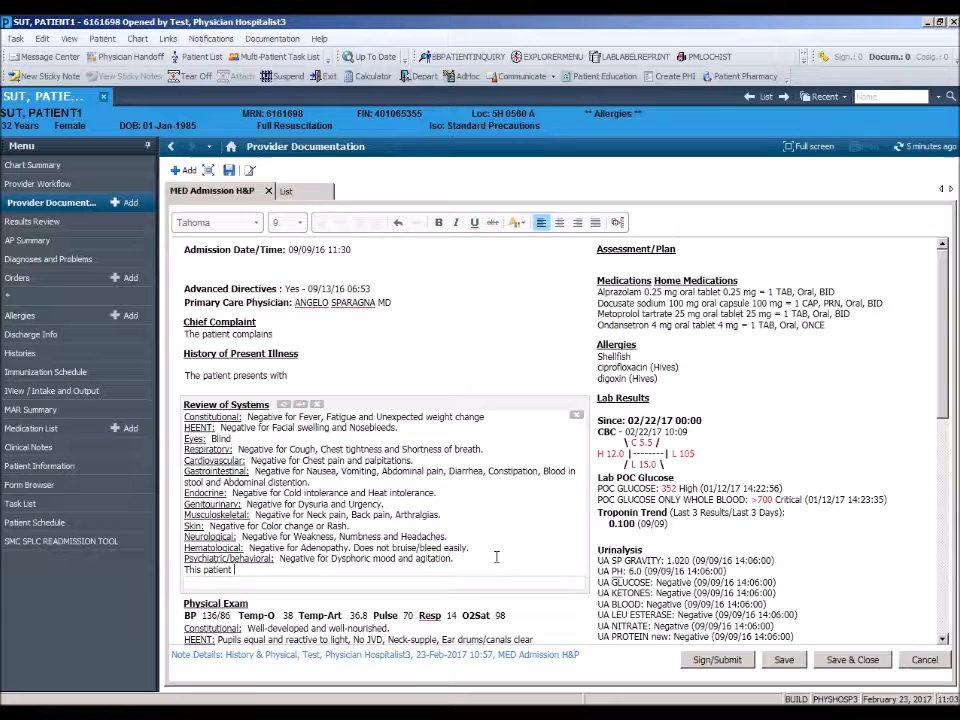 SUT, PATIENT1 - 6161698 Opened by Test, Physician Hospitalist3
Task Edit View Patient Chart Links Notifications Documentation Help
Message Center Physician Handoff Patient List Multi-Patient Task List Up To Date BBPATIENTINQUIRY EXPLORERMENU LABLABELREPRINT PMLOCHIST Sign.: 0 Docum.: 0 Cosig.: 0
New Sticky Note View Sticky Notes Tear Off Attach Suspend Exit Calculator Depart AdHoc Communicate Patient Education Create PHI Patient Pharmacy
SUT, PATIE... List Recent Name
SUT, PATIENT1 MRN: 6161698 FIN: 401065355 Loc: 5H 0560 A ** Allergies **
32 Years Female DOB: 01-Jan-1985 Full Resuscitation Iso: Standard Precautions
Menu Provider Documentation Full screen 5 minutes ago
Chart Summary
Provider Workflow
Provider Document... Add
Results Review
AP Summary
Diagnoses and Problems
Orders Add
*
Allergies Add
Discharge Info
Histories
Immunization Schedule
IView / Intake and Output
MAR Summary
Medication List Add
Clinical Notes
Patient Information
Form Browser
Task List
Patient Schedule
SMC SPLC READMISSION TOOL
Add
MED Admission H&P List
Tahoma 9
Admission Date/Time: 09/09/16 11:30
Advanced Directives : Yes - 09/13/16 06:53
Primary Care Physician: ANGELO SPARAGNA MD
Chief Complaint
The patient complains
History of Present Illness
The patient presents with
Review of Systems
Constitutional: Negative for Fever, Fatigue and Unexpected weight change
HEENT: Negative for Facial swelling and Nosebleeds.
Eyes: Blind
Respiratory: Negative for Cough, Chest tightness and Shortness of breath.
Cardiovascular: Negative for Chest pain and palpitations.
Gastrointestinal: Negative for Nausea, Vomiting, Abdominal pain, Diarrhea, Constipation, Blood in
stool and Abdominal distention.
Endocrine: Negative for Cold intolerance and Heat intolerance.
Genitourinary: Negative for Dysuria and Urgency.
Musculoskeletal: Negative for Neck pain, Back pain, Arthralgias.
Skin: Negative for Color change or Rash.
Neurological: Negative for Weakness, Numbness and Headaches.
Hematological: Negative for Adenopathy. Does not bruise/bleed easily.
Psychiatric/behavioral: Negative for Dysphoric mood and agitation.
This patient
Physical Exam
BP 136/86 Temp-O 38 Temp-Art 36.8 Pulse 70 Resp 14 O2Sat 98
Constitutional: Well-developed and well-nourished.
HEENT: Pupils equal and reactive to light, No JVD, Neck-supple, Ear drums/canals clear
Assessment/Plan
Medications Home Medications
Alprazolam 0.25 mg oral tablet 0.25 mg = 1 TAB, Oral, BID
Docusate sodium 100 mg oral capsule 100 mg = 1 CAP, PRN, Oral, BID
Metoprolol tartrate 25 mg oral tablet 25 mg = 1 TAB, Oral, BID
Ondansetron 4 mg oral tablet 4 mg = 1 TAB, Oral, ONCE
Allergies
Shellfish
ciprofloxacin (Hives)
digoxin (Hives)
Lab Results
Since: 02/22/17 00:00
CBC - 02/22/17 10:09
\ C 5.5 /
H 12.0 |--------| L 105
/ L 15.0 \
Lab POC Glucose
POC GLUCOSE: 352 High (01/12/17 14:22:56)
POC GLUCOSE ONLY WHOLE BLOOD: >700 Critical (01/12/17 14:23:35)
Troponin Trend (Last 3 Results/Last 3 Days):
0.100 (09/09)
Urinalysis
UA SP GRAVITY: 1.020 (09/09/16 14:06:00)
UA PH: 6.0 (09/09/16 14:06:00)
UA GLUCOSE: Negative (09/09/16 14:06:00)
UA KETONES: Negative (09/09/16 14:06:00)
UA BLOOD: Negative (09/09/16 14:06:00)
UA LEU ESTERASE: Negative (09/09/16 14:06:00)
UA NITRATE: Negative (09/09/16 14:06:00)
UA PROTEIN new: Negative (09/09/16 14:06:00)
Note Details: History & Physical, Test, Physician Hospitalist3, 23-Feb-2017 10:57, MED Admission H&P
Sign/Submit Save Save & Close Cancel
BUILD PHYSHOSP3 February 23, 2017 11:03